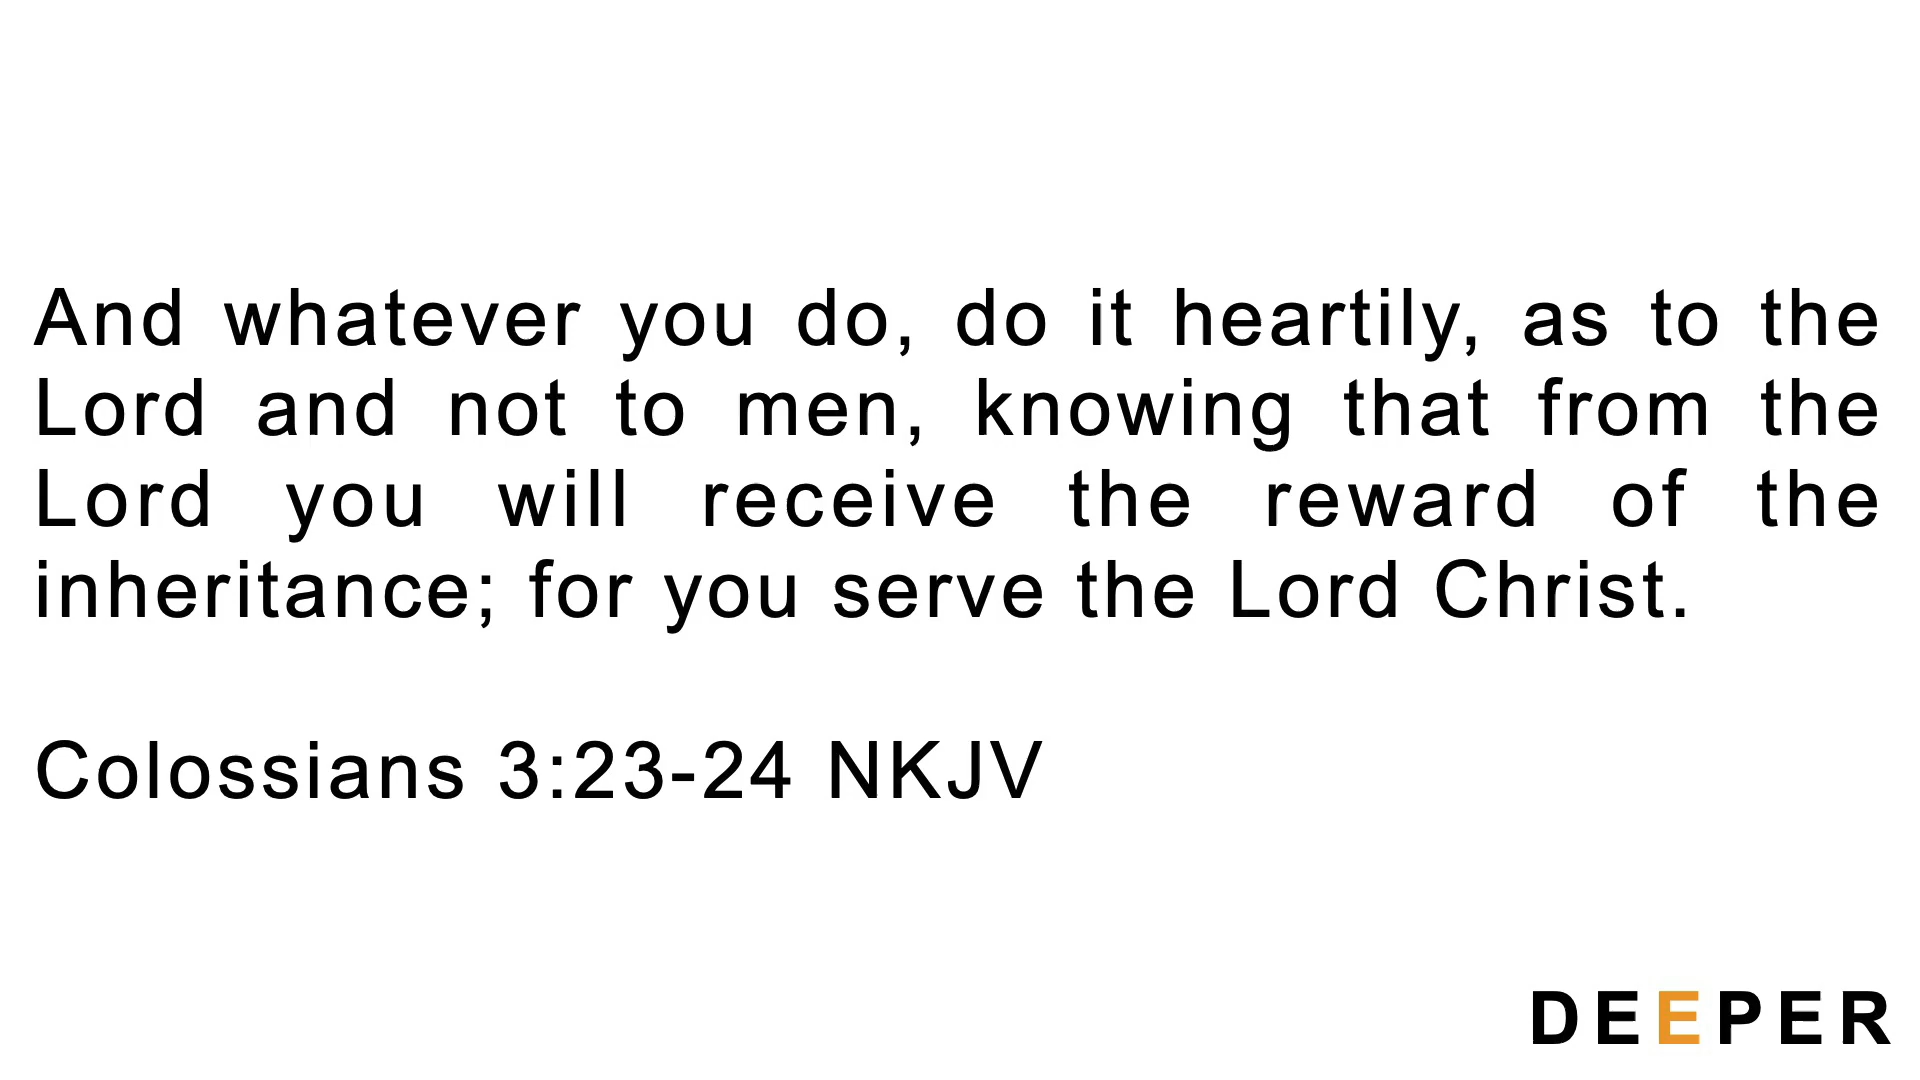 And whatever you do, do it heartily, as to the
Lord and not to men, knowing that from the
Lord you will receive the reward of the
inheritance; for you serve the Lord Christ.
Colossians 3:23-24 NKJV
DEEPER